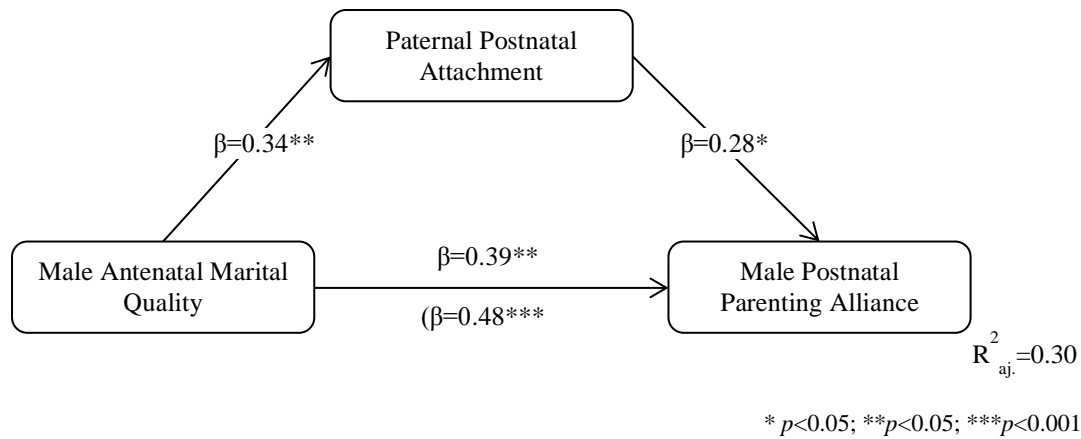 Paternal Postnatal
Attachment
β=0.34**
β=0.28*
Male Antenatal Marital
Quality
β=0.39**
(β=0.48***
Male Postnatal
Parenting Alliance
R²aj.=0.30
* p<0.05; **p<0.05; ***p<0.001